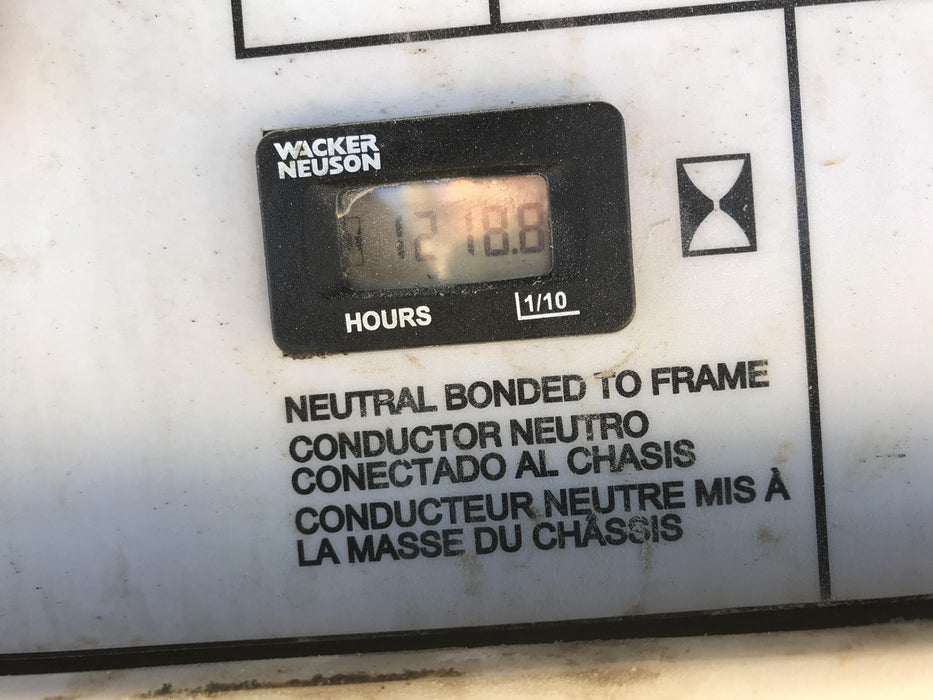 WACKER
NEUSON
1218.8
HOURS 1/10
NEUTRAL BONDED TO FRAME
CONDUCTOR NEUTRO
CONECTADO AL CHASIS
CONDUCTEUR NEUTRE MIS À
LA MASSE DU CHÂSSIS